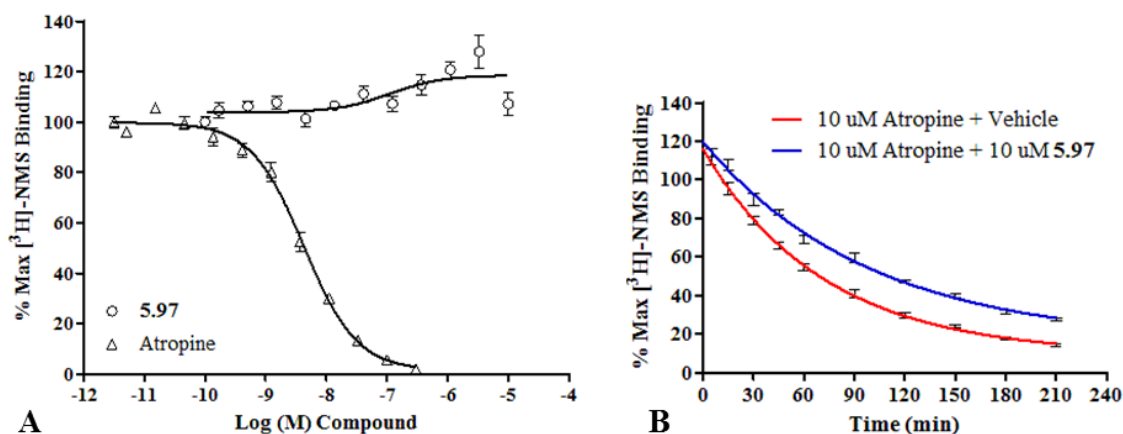 % Max [³H]-NMS Binding
140
120
100
80
60
40
20
0
5.97
Atropine
-12 -11 -10 -9 -8 -7 -6 -5 -4
Log (M) Compound
A
% Max [³H]-NMS Binding
140
120
100
80
60
40
20
0
10 uM Atropine + Vehicle
10 uM Atropine + 10 uM 5.97
0 30 60 90 120 150 180 210 240
Time (min)
B